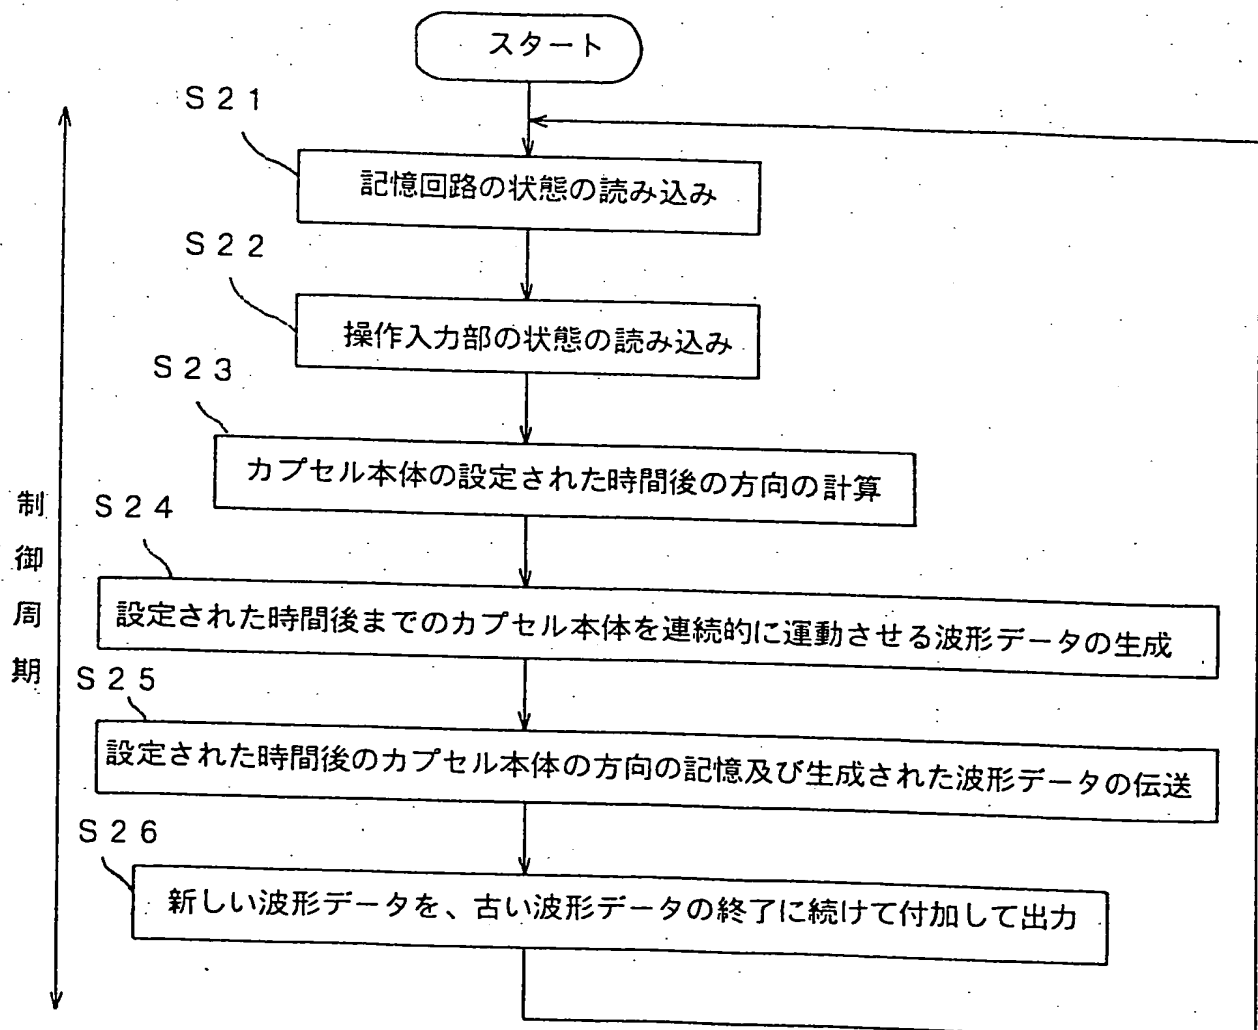 スタート
S21
記憶回路の状態の読み込み
S22
操作入力部の状態の読み込み
S23
カプセル本体の設定された時間後の方向の計算
制御周期
S24
設定された時間後までのカプセル本体を連続的に運動させる波形データの生成
S25
設定された時間後のカプセル本体の方向の記憶及び生成された波形データの伝送
S26
新しい波形データを、古い波形データの終了に続けて付加して出力